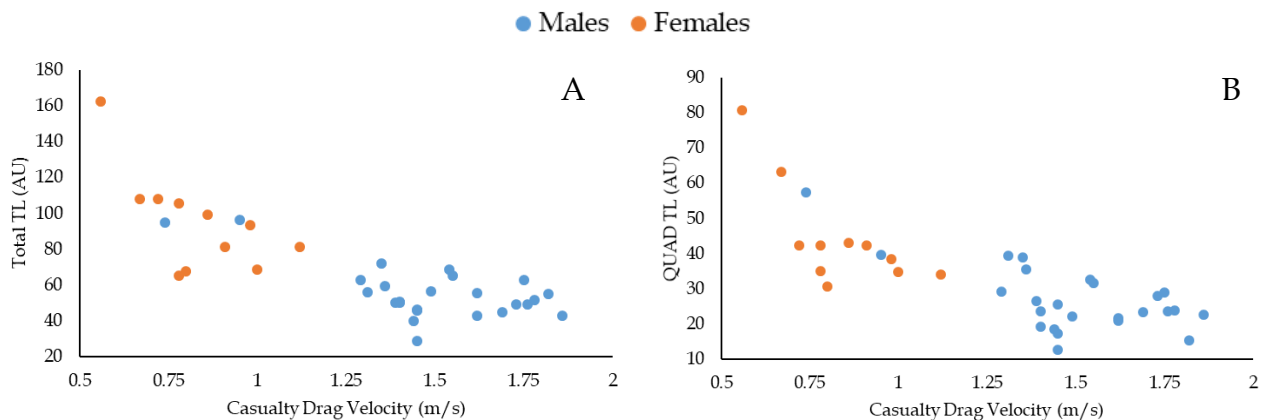 Males Females
A
Total TL (AU)
180
160
140
120
100
80
60
40
20
0.5 0.75 1 1.25 1.5 1.75 2
Casualty Drag Velocity (m/s)
B
QUAD TL (AU)
90
80
70
60
50
40
30
20
10
0.5 0.75 1 1.25 1.5 1.75 2
Casualty Drag Velocity (m/s)